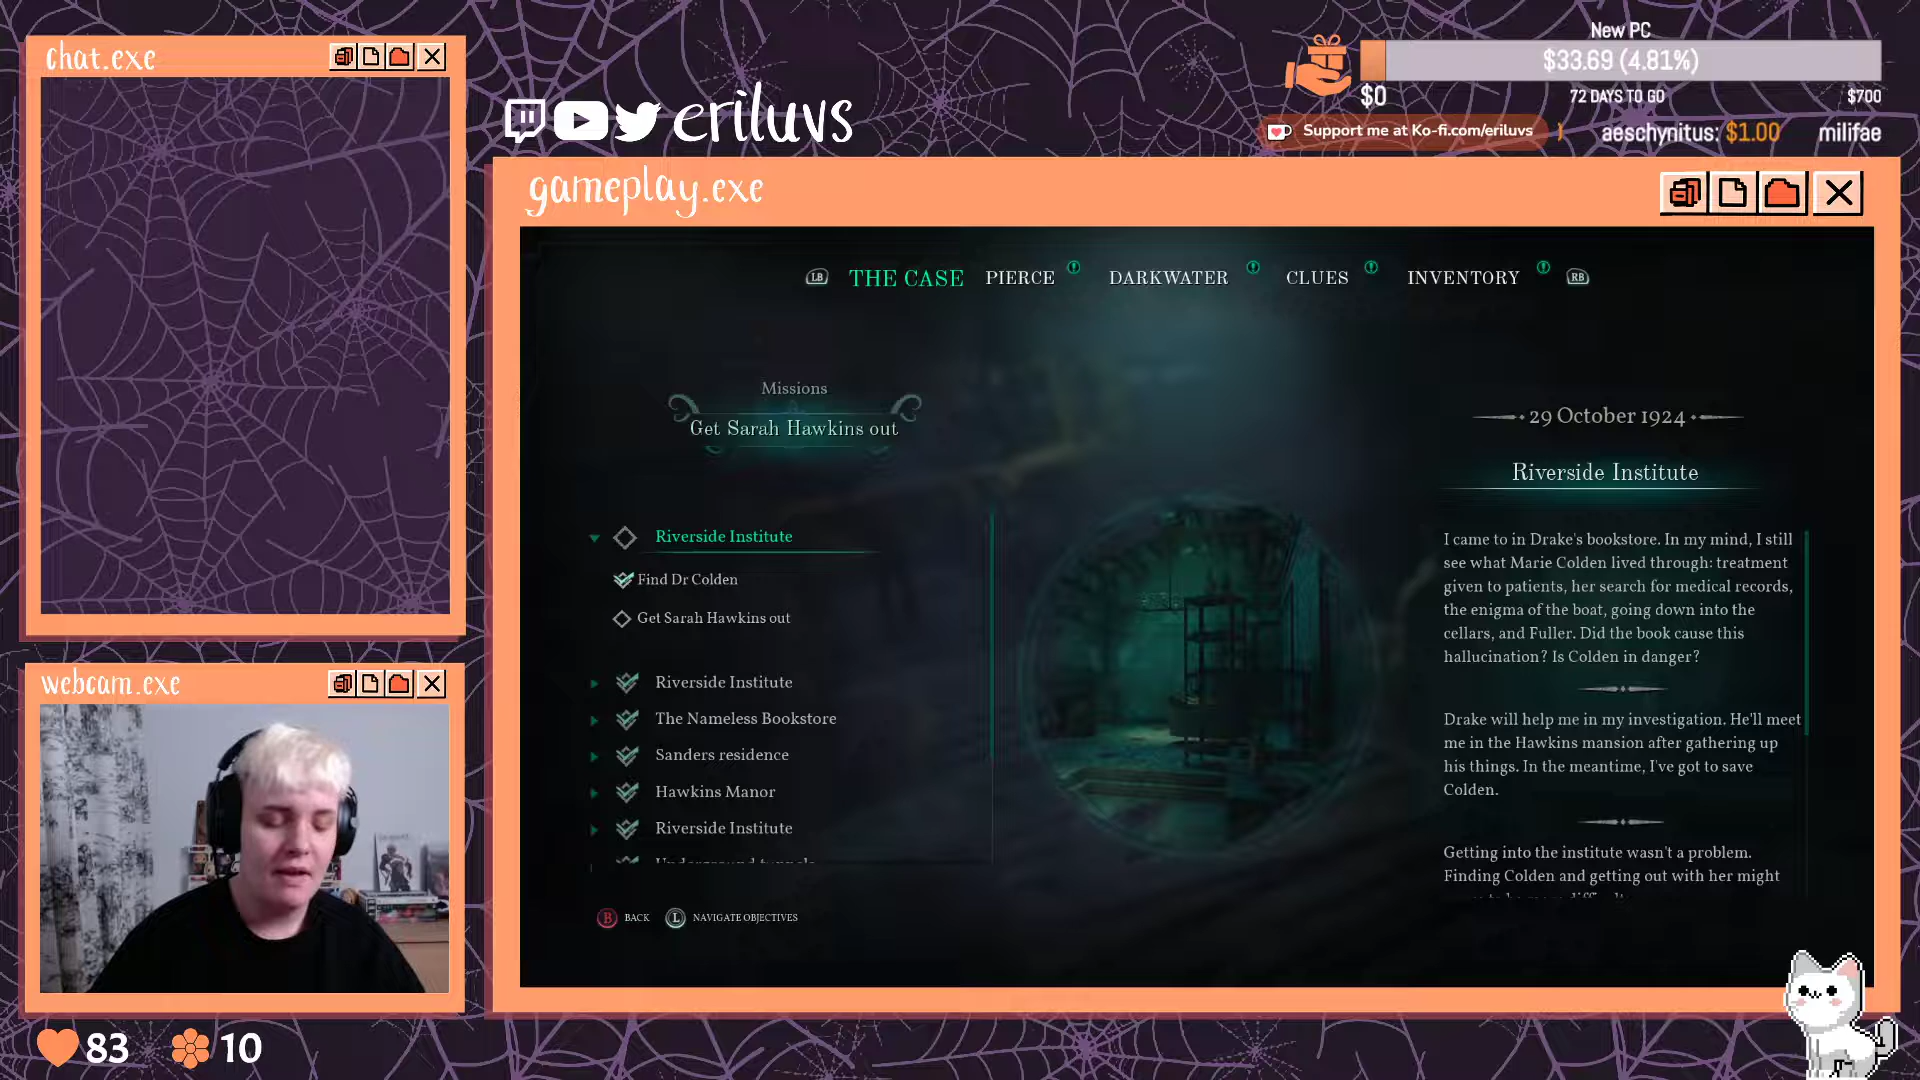 chat.exe
eriluvs
New PC
$33.69 (4.81%)
$0
72 DAYS TO GO
$700
Support me at Ko-fi.com/eriluvs
aeschynitus: $1.00 milifae
gameplay.exe
LB THE CASE PIERCE DARKWATER CLUES INVENTORY RB
Missions
Get Sarah Hawkins out
Riverside Institute
Find Dr Colden
Get Sarah Hawkins out
Riverside Institute
The Nameless Bookstore
Sanders residence
Hawkins Manor
Riverside Institute
Underground tunnels
B BACK L NAVIGATE OBJECTIVES
29 October 1924
Riverside Institute
I came to in Drake's bookstore. In my mind, I still
see what Marie Colden lived through: treatment
given to patients, her search for medical records,
the enigma of the boat, going down into the
cellars, and Fuller. Did the book cause this
hallucination? Is Colden in danger?
Drake will help me in my investigation. He'll meet
me in the Hawkins mansion after gathering up
his things. In the meantime, I've got to save
Colden.
Getting into the institute wasn't a problem.
Finding Colden and getting out with her might
webcam.exe
83
10